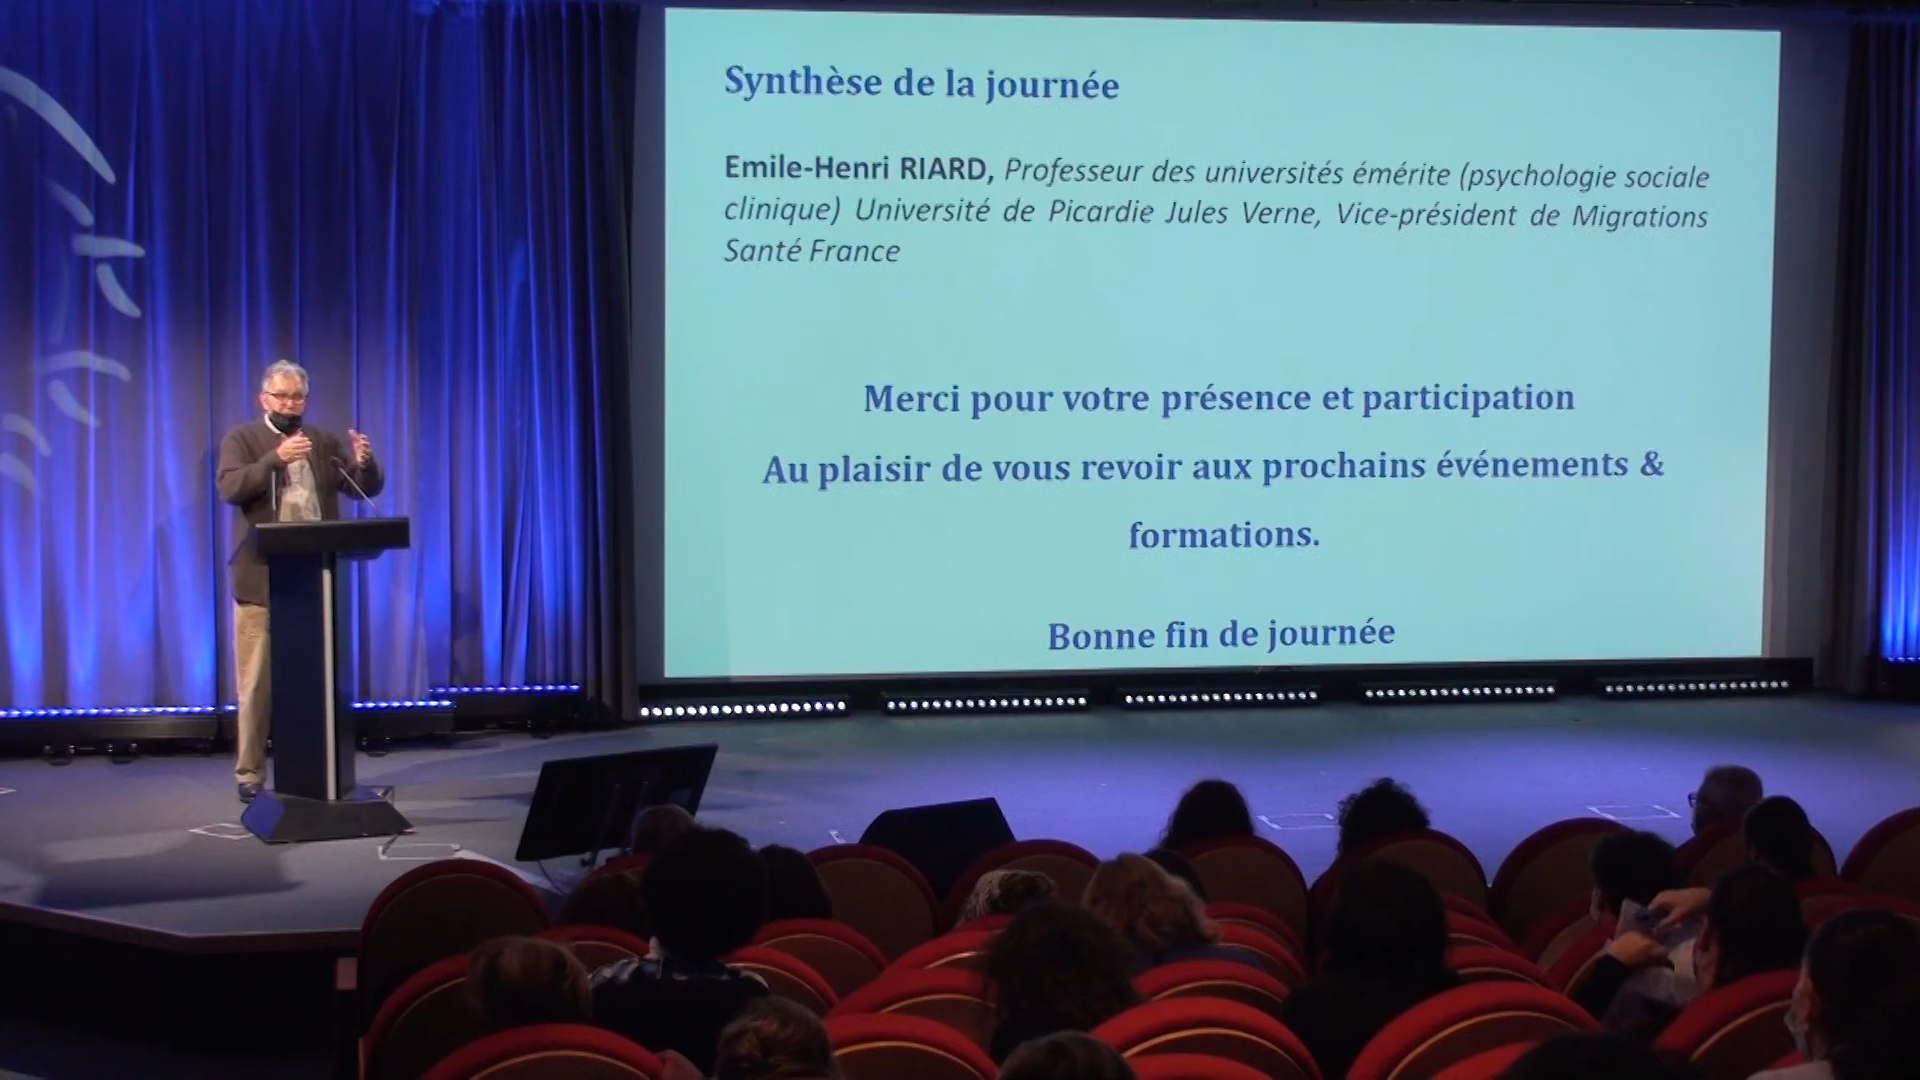 Synthèse de la journée
Emile-Henri RIARD, Professeur des universités émérite (psychologie sociale
clinique) Université de Picardie Jules Verne, Vice-président de Migrations
Santé France
Merci pour votre présence et participation
Au plaisir de vous revoir aux prochains événements &
formations.
Bonne fin de journée